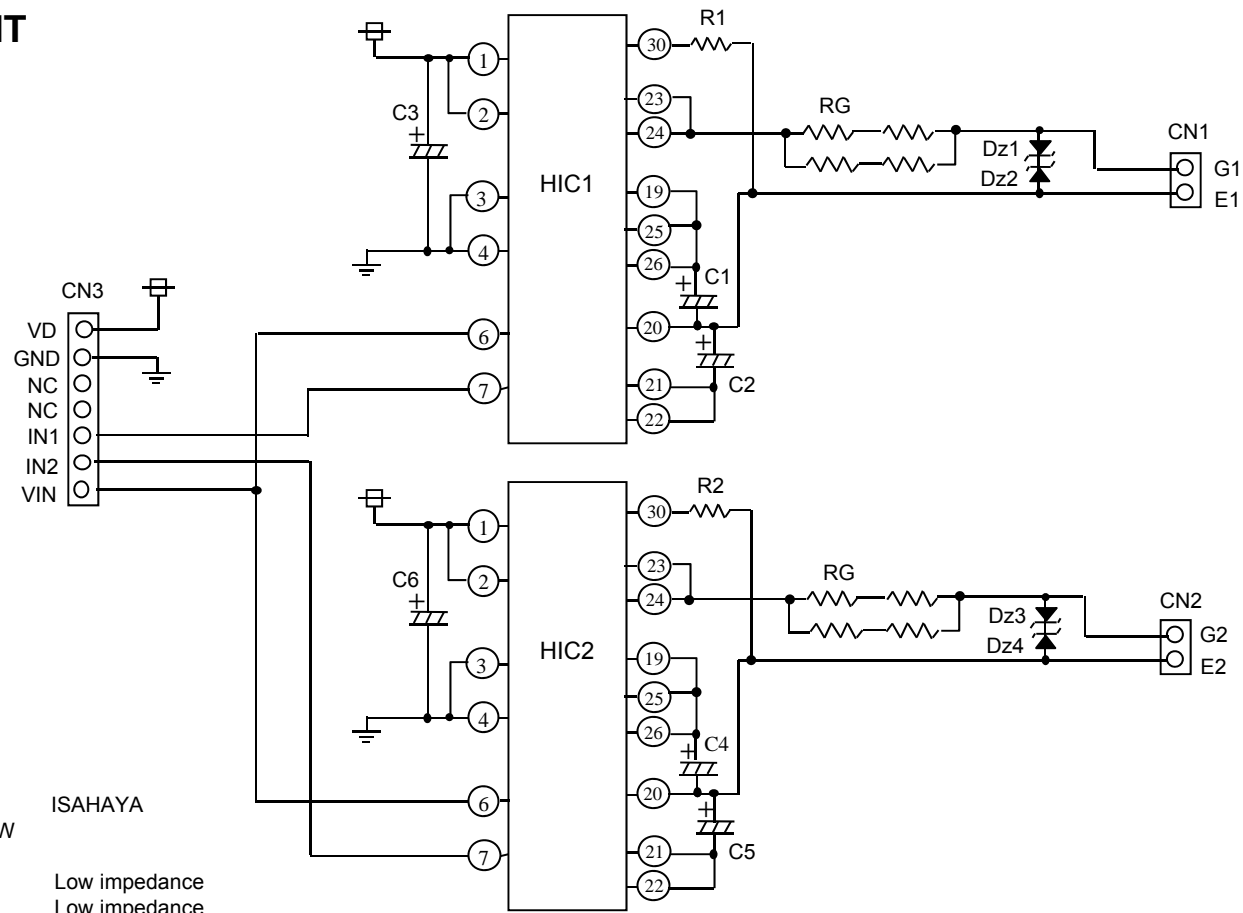 R1
30
1
23
C3
RG
CN1
+
24
Dz1
2
G1
HIC1
Dz2
19
E1
3
25
4
26
C1
+
CN3
20
VD
6
+
GND
C2
NC
21
7
NC
22
IN1
IN2
R2
VIN
30
1
23
RG
C6
CN2
+
24
Dz3
2
G2
HIC2
Dz4
19
E2
3
25
4
26
C4
+
20
ISAHAYA
6
+
W
C5
21
7
22
Low impedance
Low impedance